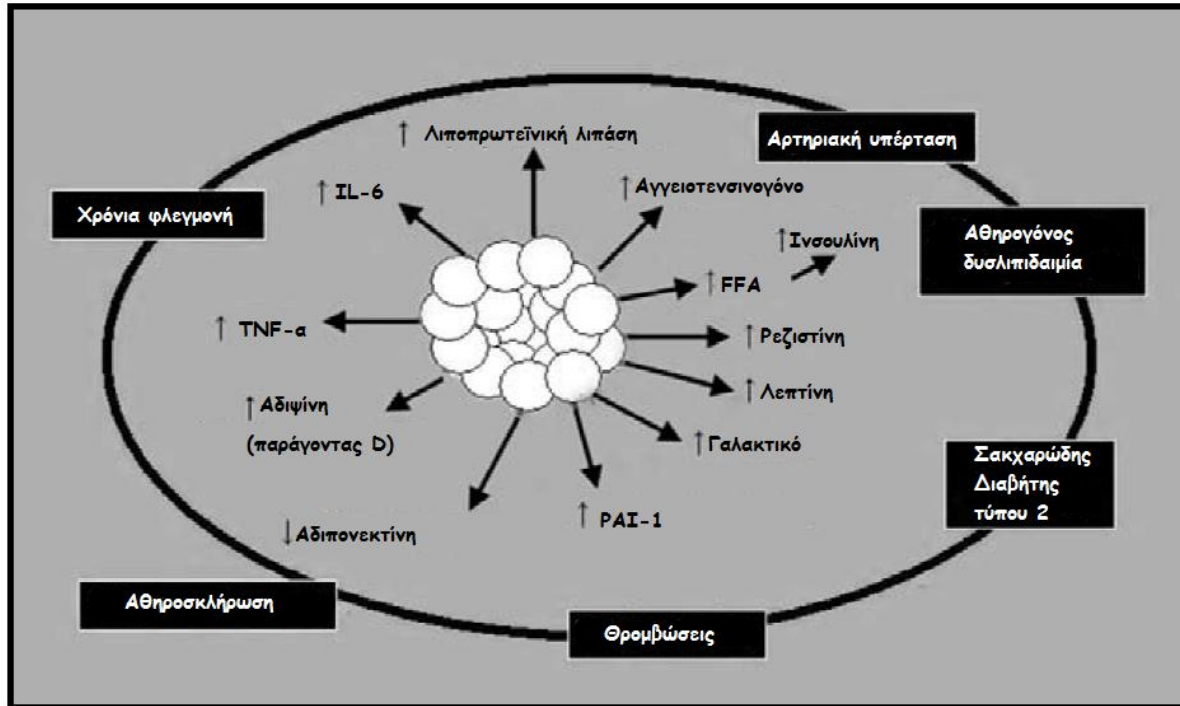 ↑ Λιποπρωτεϊνική λιπάση
Αρτηριακή υπέρταση
↑ IL-6
↑ Αγγειοτενσινογόνο
Χρόνια φλεγμονή
↑ Ινσουλίνη
Αθηρογόνος
δυσλιπιδαιμία
↑ FFA
↑ TNF-α
↑ Ρεζιστίνη
↑ Λεπτίνη
↑ Αδιψίνη
(παράγοντας D)
↑ Γαλακτικό
Σακχαρώδης
Διαβήτης
τύπου 2
↑ PAI-1
↓ Αδιπονεκτίνη
Αθηροσκλήρωση
Θρομβώσεις